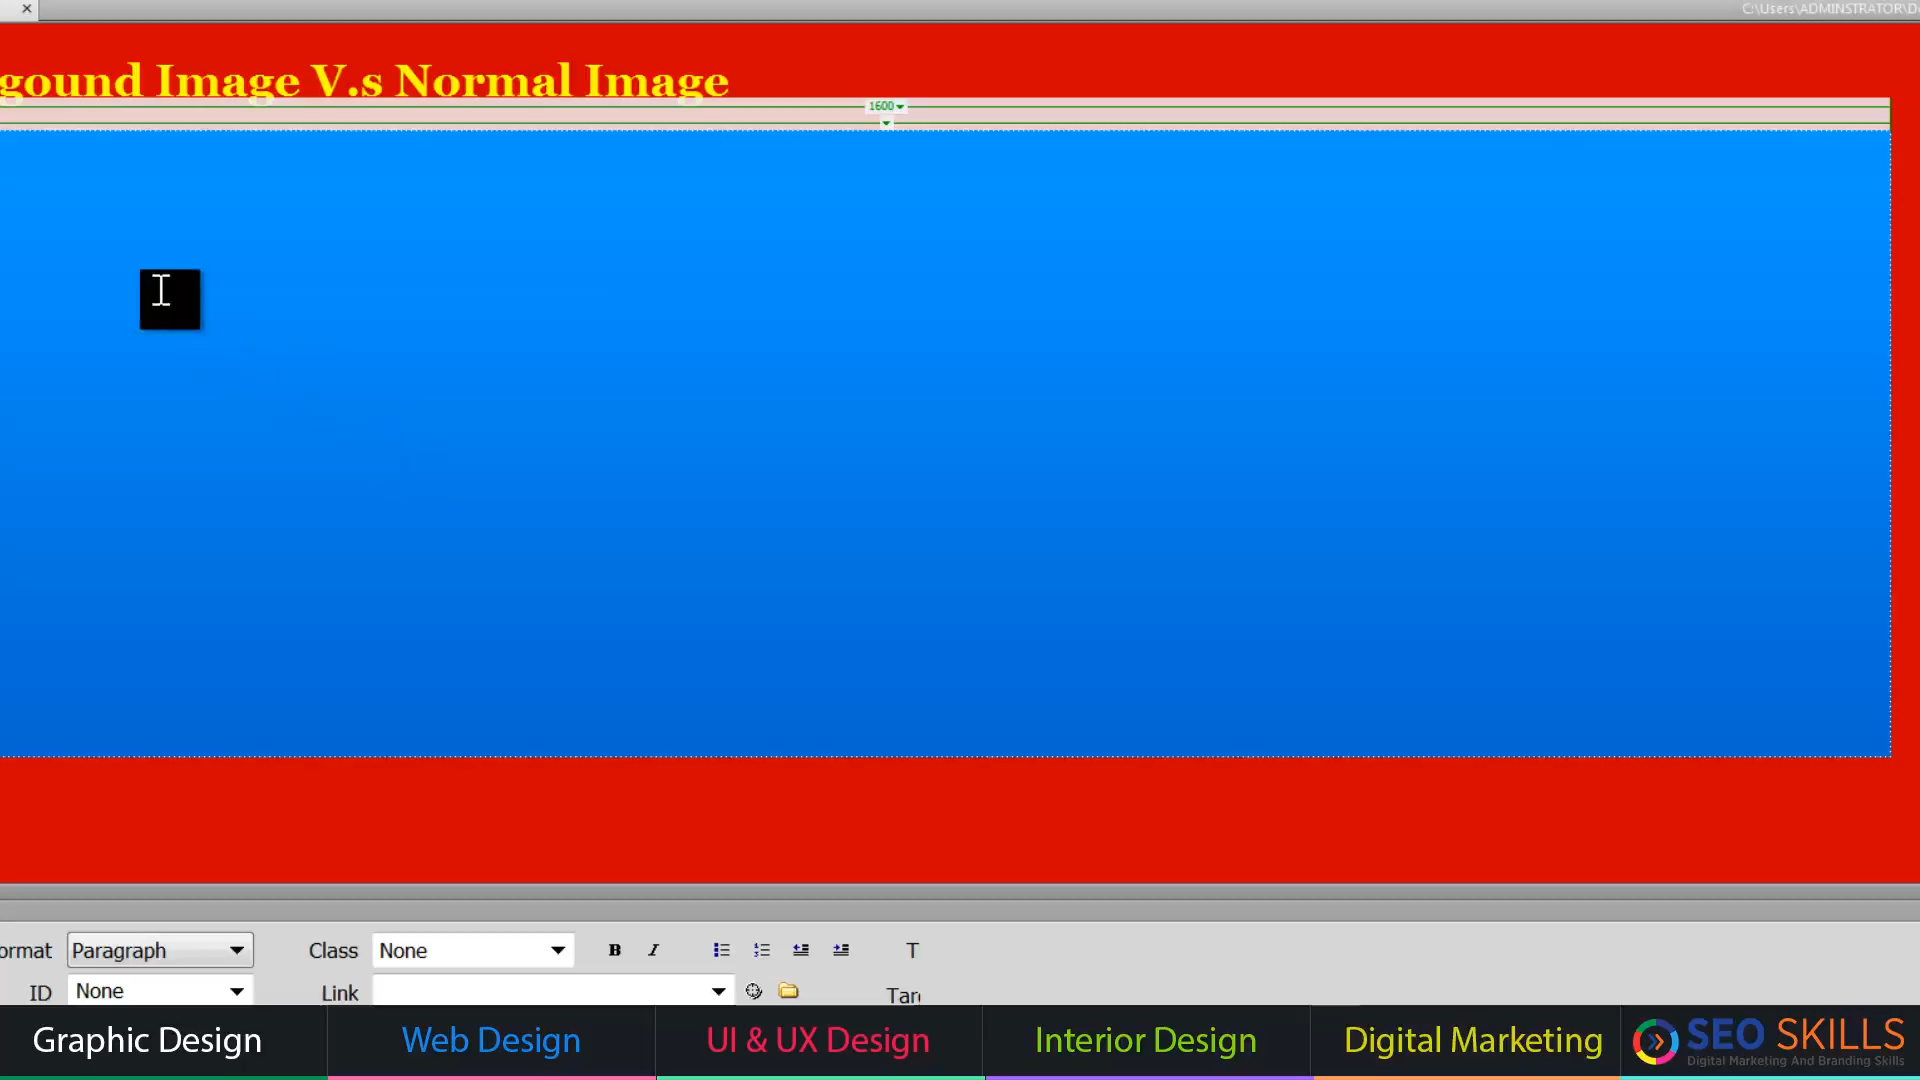 C:\Users\ADMINSTRATOR\D
gound Image V.s Normal Image
1600
ormat Paragraph Class None B I T
ID None Link Tar
Graphic Design Web Design UI & UX Design Interior Design Digital Marketing SEO SKILLS
Digital Marketing And Branding Skills